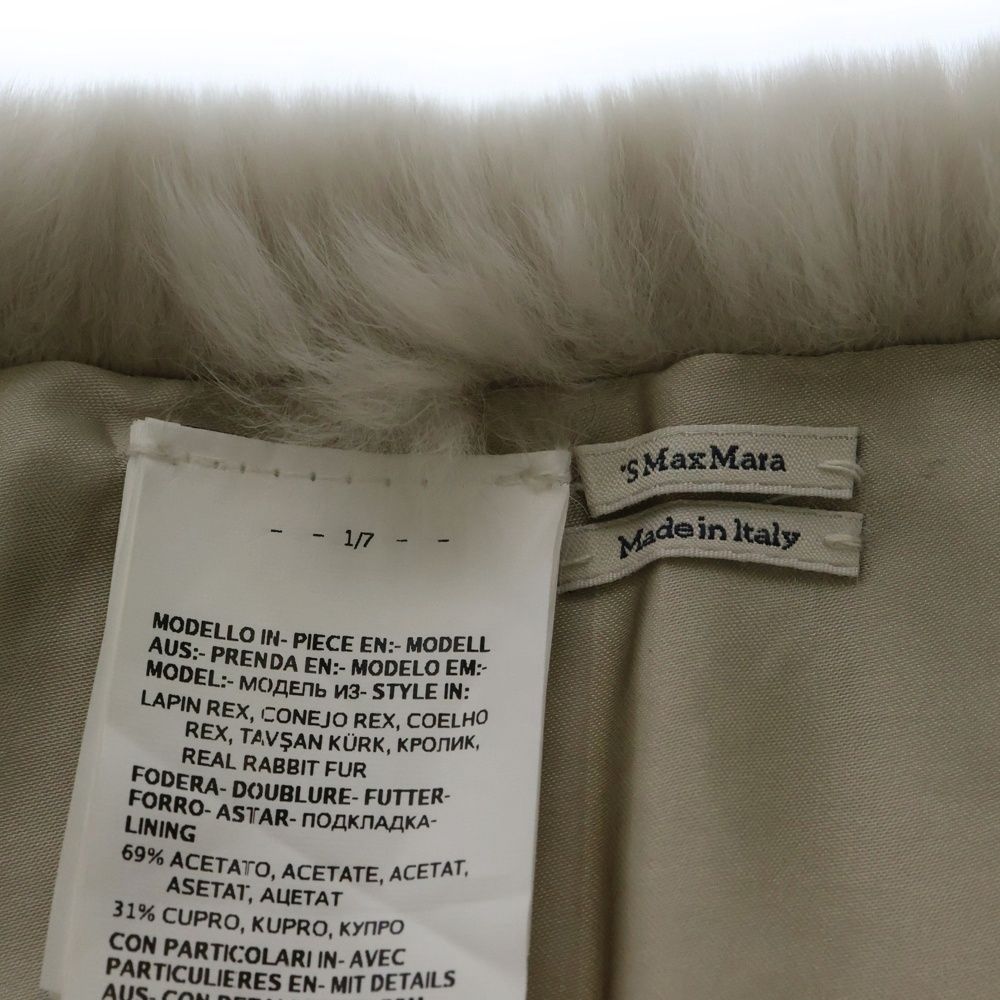 'S MaxMara
Made in Italy
- - 1/7 - -
MODELLO IN- PIECE EN:- MODELL
AUS:- PRENDA EN:- MODELO EM:-
MODEL:- МОДЕЛЬ ИЗ- STYLE IN:
LAPIN REX, CONEJO REX, COELHO
REX, TAVŞAN KÜRK, КРОЛИК,
REAL RABBIT FUR
FODERA- DOUBLURE- FUTTER-
FORRO- ASTAR- ПОДКЛАДКА-
LINING
69% ACETATO, ACETATE, ACETAT,
ASETAT, АЦЕТАТ
31% CUPRO, KUPRO, КУПРО
CON PARTICOLARI IN- AVEC
PARTICULIERES EN- MIT DETAILS
AUS- CON